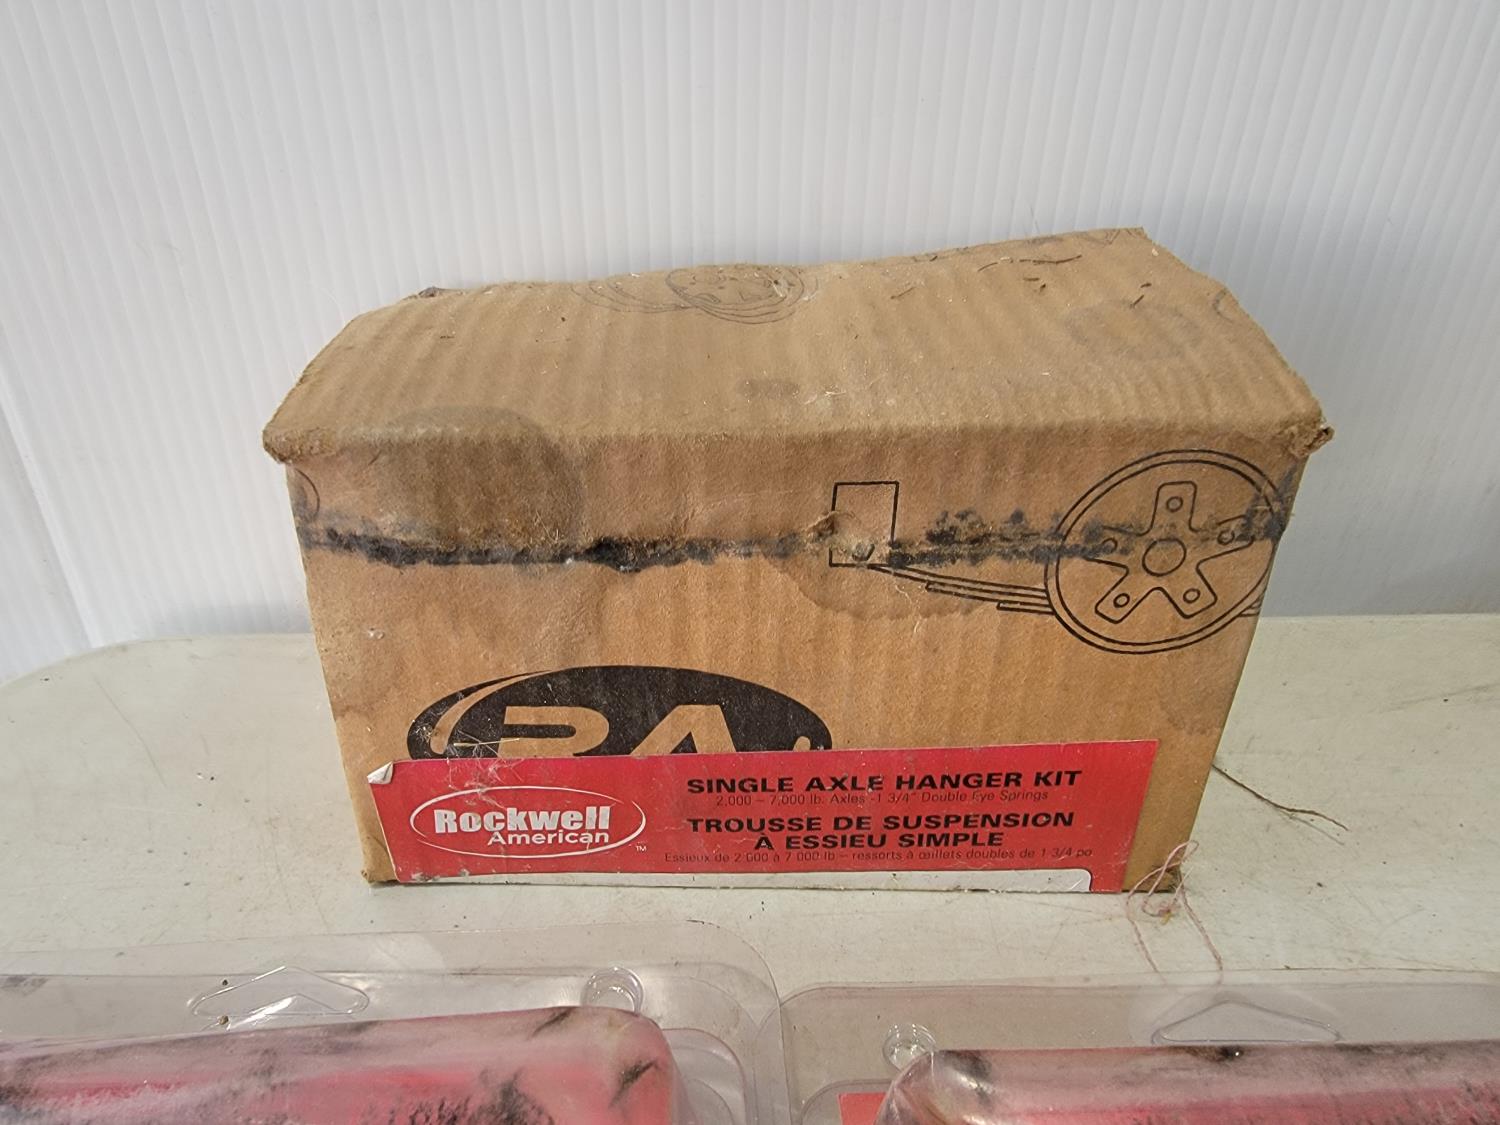 RA
Rockwell
American
™
SINGLE AXLE HANGER KIT
2,000 – 7,000 lb. Axles -1 3/4" Double Eye Springs
TROUSSE DE SUSPENSION
À ESSIEU SIMPLE
Essieux de 2 000 à 7 000 lb – ressorts à œillets doubles de 1 3/4 po